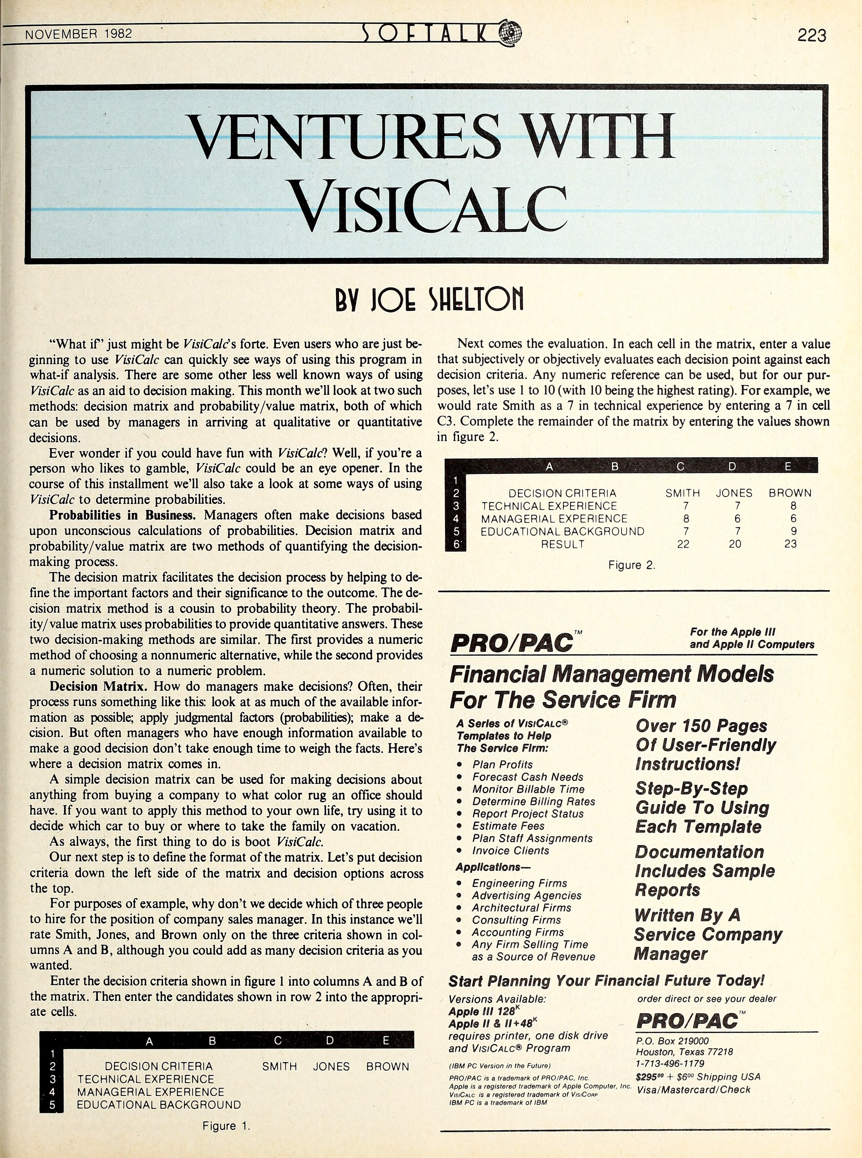 NOVEMBER 1982
SOFTALK
223
VENTURES WITH
VISICALC
BY JOE SHELTON
"What if" just might be VisiCalc's forte. Even users who are just be-
ginning to use VisiCalc can quickly see ways of using this program in
what-if analysis. There are some other less well known ways of using
VisiCalc as an aid to decision making. This month we'll look at two such
methods: decision matrix and probability/value matrix, both of which
can be used by managers in arriving at qualitative or quantitative
decisions.
Ever wonder if you could have fun with VisiCalc? Well, if you're a
person who likes to gamble, VisiCalc could be an eye opener. In the
course of this installment we'll also take a look at some ways of using
VisiCalc to determine probabilities.
Probabilities in Business. Managers often make decisions based
upon unconscious calculations of probabilities. Decision matrix and
probability/value matrix are two methods of quantifying the decision-
making process.
The decision matrix facilitates the decision process by helping to de-
fine the important factors and their significance to the outcome. The de-
cision matrix method is a cousin to probability theory. The probabil-
ity/value matrix uses probabilities to provide quantitative answers. These
two decision-making methods are similar. The first provides a numeric
method of choosing a nonnumeric alternative, while the second provides
a numeric solution to a numeric problem.
Decision Matrix. How do managers make decisions? Often, their
process runs something like this: look at as much of the available infor-
mation as possible; apply judgmental factors (probabilities); make a de-
cision. But often managers who have enough information available to
make a good decision don't take enough time to weigh the facts. Here's
where a decision matrix comes in.
A simple decision matrix can be used for making decisions about
anything from buying a company to what color rug an office should
have. If you want to apply this method to your own life, try using it to
decide which car to buy or where to take the family on vacation.
As always, the first thing to do is boot VisiCalc.
Our next step is to define the format of the matrix. Let's put decision
criteria down the left side of the matrix and decision options across
the top.
For purposes of example, why don't we decide which of three people
to hire for the position of company sales manager. In this instance we'll
rate Smith, Jones, and Brown only on the three criteria shown in col-
umns A and B, although you could add as many decision criteria as you
wanted.
Enter the decision criteria shown in figure 1 into columns A and B of
the matrix. Then enter the candidates shown in row 2 into the appropri-
ate cells.
A B C D E
1
2 DECISION CRITERIA SMITH JONES BROWN
3 TECHNICAL EXPERIENCE
4 MANAGERIAL EXPERIENCE
5 EDUCATIONAL BACKGROUND
Figure 1.
Next comes the evaluation. In each cell in the matrix, enter a value
that subjectively or objectively evaluates each decision point against each
decision criteria. Any numeric reference can be used, but for our pur-
poses, let's use 1 to 10 (with 10 being the highest rating). For example, we
would rate Smith as a 7 in technical experience by entering a 7 in cell
C3. Complete the remainder of the matrix by entering the values shown
in figure 2.
A B C D E
1
2 DECISION CRITERIA SMITH JONES BROWN
3 TECHNICAL EXPERIENCE 7 7 8
4 MANAGERIAL EXPERIENCE 8 6 6
5 EDUCATIONAL BACKGROUND 7 7 9
6 RESULT 22 20 23
Figure 2.
PRO/PAC™
For the Apple III
and Apple II Computers
Financial Management Models
For The Service Firm
A Series of VISICALC®
Templates to Help
The Service Firm:
• Plan Profits
• Forecast Cash Needs
• Monitor Billable Time
• Determine Billing Rates
• Report Project Status
• Estimate Fees
• Plan Staff Assignments
• Invoice Clients
Applications—
• Engineering Firms
• Advertising Agencies
• Architectural Firms
• Consulting Firms
• Accounting Firms
• Any Firm Selling Time
as a Source of Revenue
Over 150 Pages
Of User-Friendly
Instructions!
Step-By-Step
Guide To Using
Each Template
Documentation
Includes Sample
Reports
Written By A
Service Company
Manager
Start Planning Your Financial Future Today!
Versions Available:
Apple III 128K
Apple II & II+48K
requires printer, one disk drive
and VISICALC® Program
(IBM PC Version in the Future)
PRO/PAC is a trademark of PRO/PAC, Inc.
Apple is a registered trademark of Apple Computer, Inc.
VISICALC is a registered trademark of VISICORP
IBM PC is a trademark of IBM
order direct or see your dealer
PRO/PAC™
P.O. Box 219000
Houston, Texas 77218
1-713-496-1179
$295⁰⁰ + $6⁰⁰ Shipping USA
Visa/Mastercard/Check